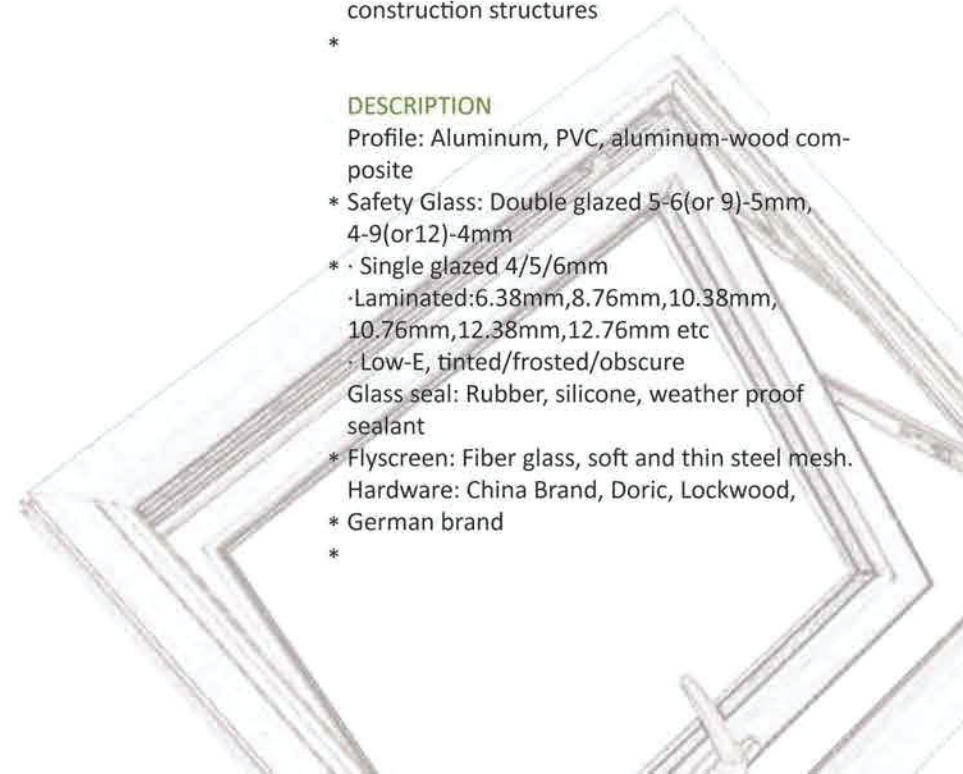 construction structures
*
DESCRIPTION
Profile: Aluminum, PVC, aluminum-wood com-
posite
* Safety Glass: Double glazed 5-6(or 9)-5mm,
4-9(or12)-4mm
* · Single glazed 4/5/6mm
·Laminated:6.38mm,8.76mm,10.38mm,
10.76mm,12.38mm,12.76mm etc
· Low-E, tinted/frosted/obscure
Glass seal: Rubber, silicone, weather proof
sealant
* Flyscreen: Fiber glass, soft and thin steel mesh.
Hardware: China Brand, Doric, Lockwood,
* German brand
*